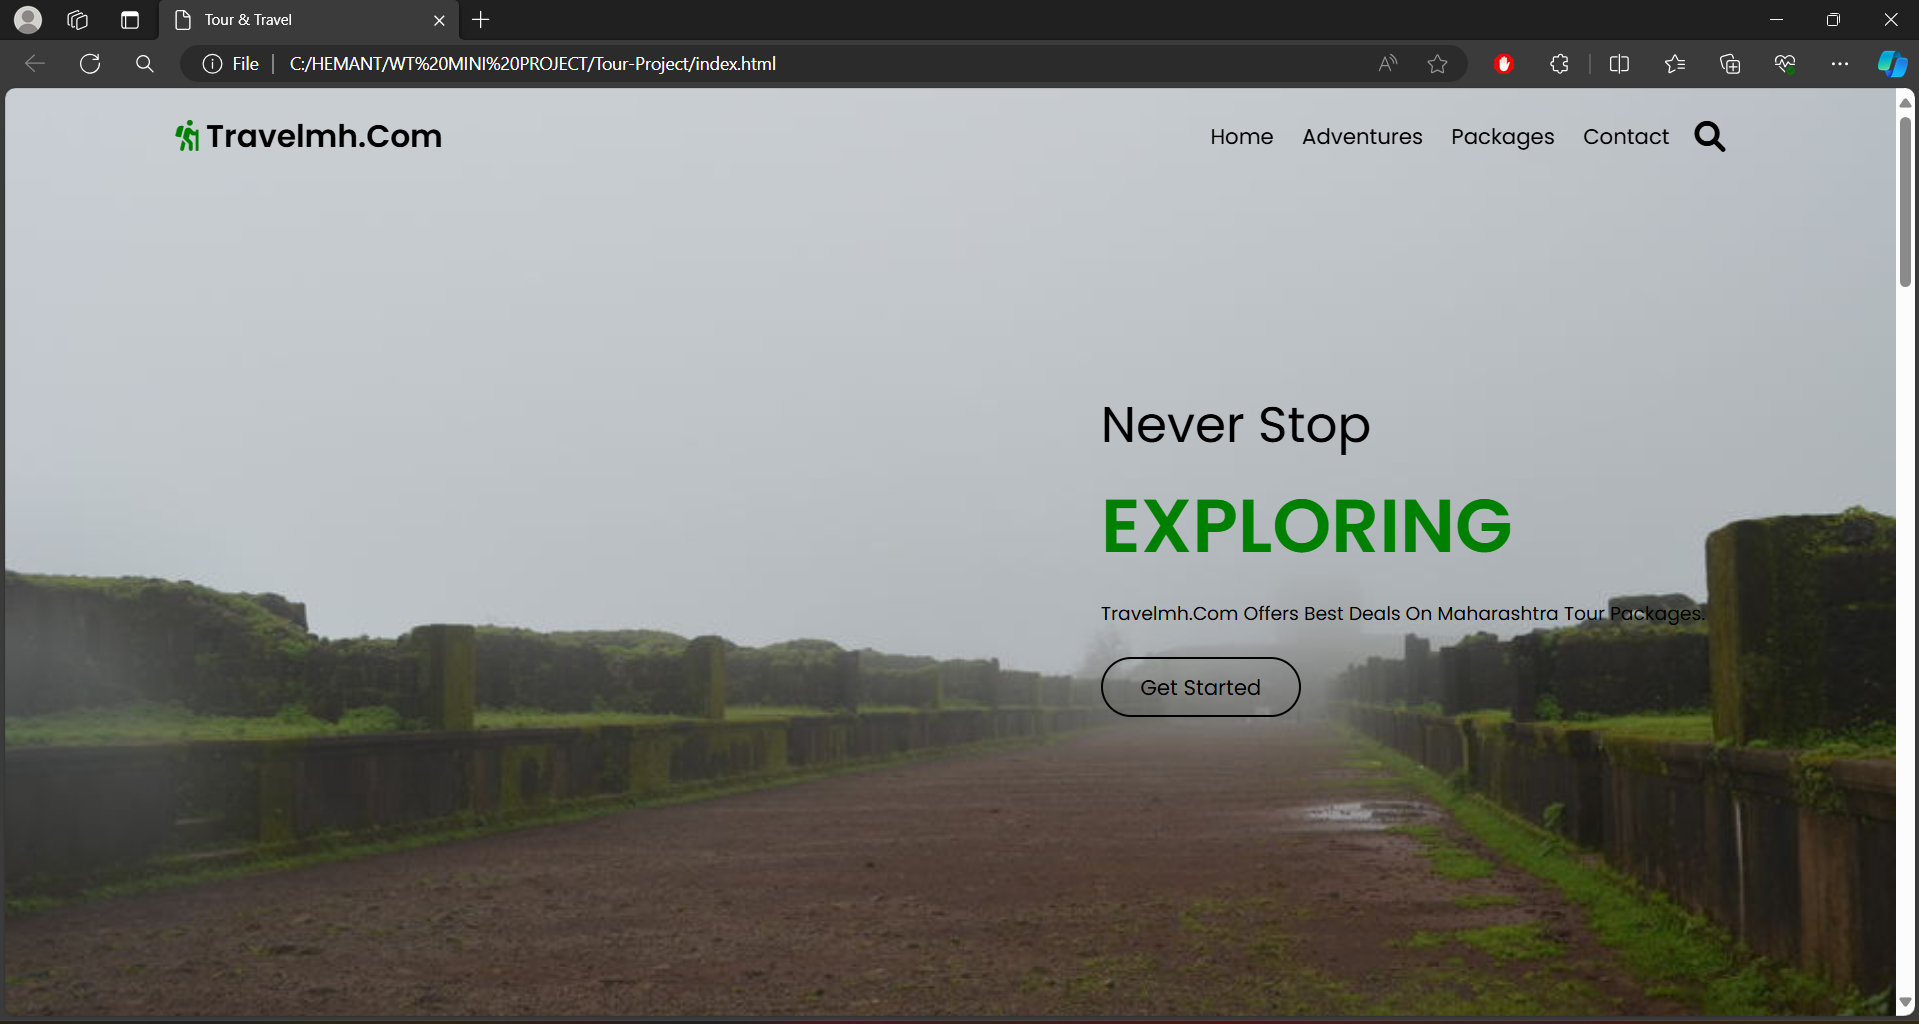 Tour & Travel
File
C:/HEMANT/WT%20MINI%20PROJECT/Tour-Project/index.html
Travelmh.Com
Home Adventures Packages Contact
Never Stop
EXPLORING
Travelmh.Com Offers Best Deals On Maharashtra Tour Packages.
Get Started